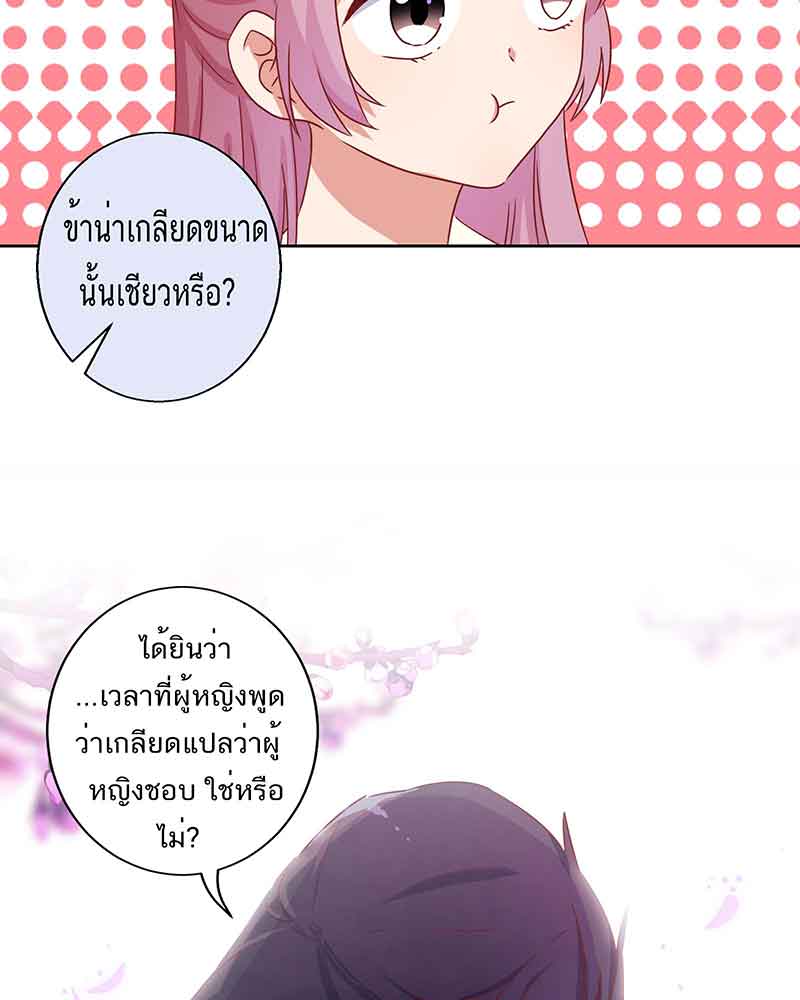 ข้าน่าเกลียดขนาด
นั้นเชียวหรือ?
ได้ยินว่า
...เวลาที่ผู้หญิงพูด
ว่าเกลียดแปลว่าผู้
หญิงชอบ ใช่หรือ
ไม่?